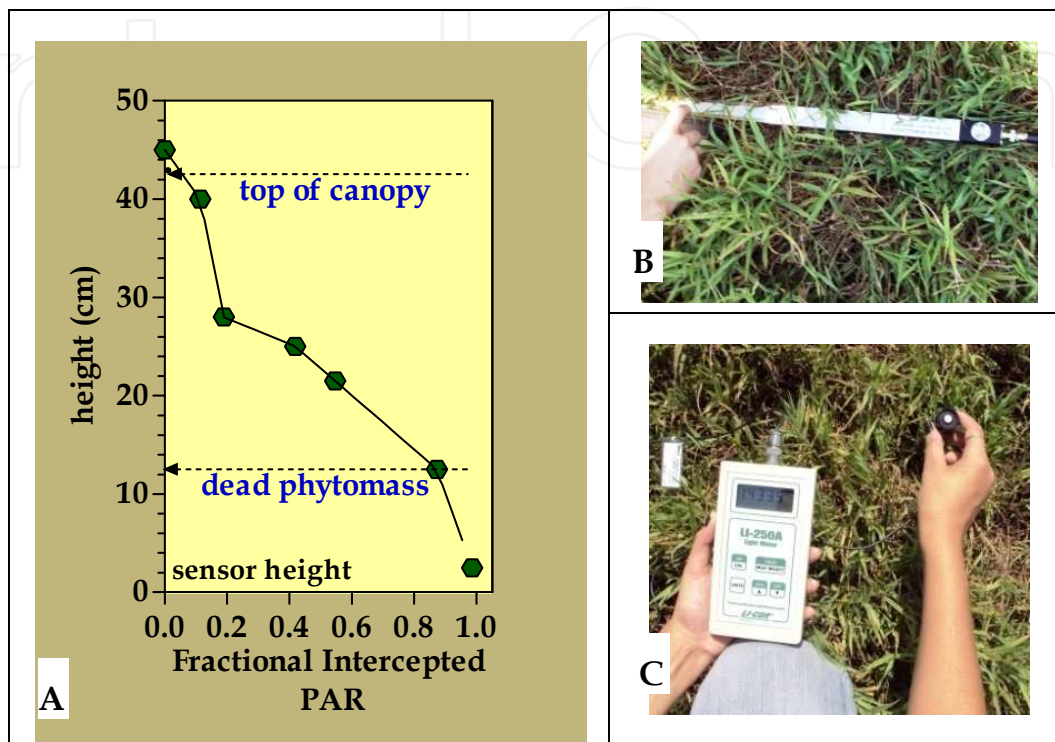 50
40
30
20
10
0
height (cm)
top of canopy
dead phytomass
sensor height
0.0 0.2 0.4 0.6 0.8 1.0
Fractional Intercepted
PAR
A
B
LI-250A
Light Meter
UNITS
LI-COR
C